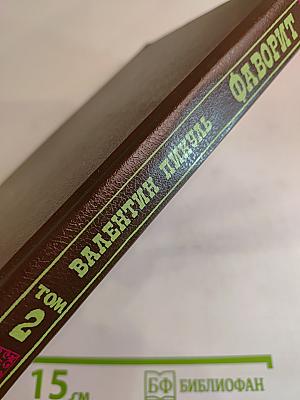 ТОМ 2 ВАЛЕНТИН ПИКУЛЬ ФАВОРИТ
15 СМ
БФ БИБЛИОФАН